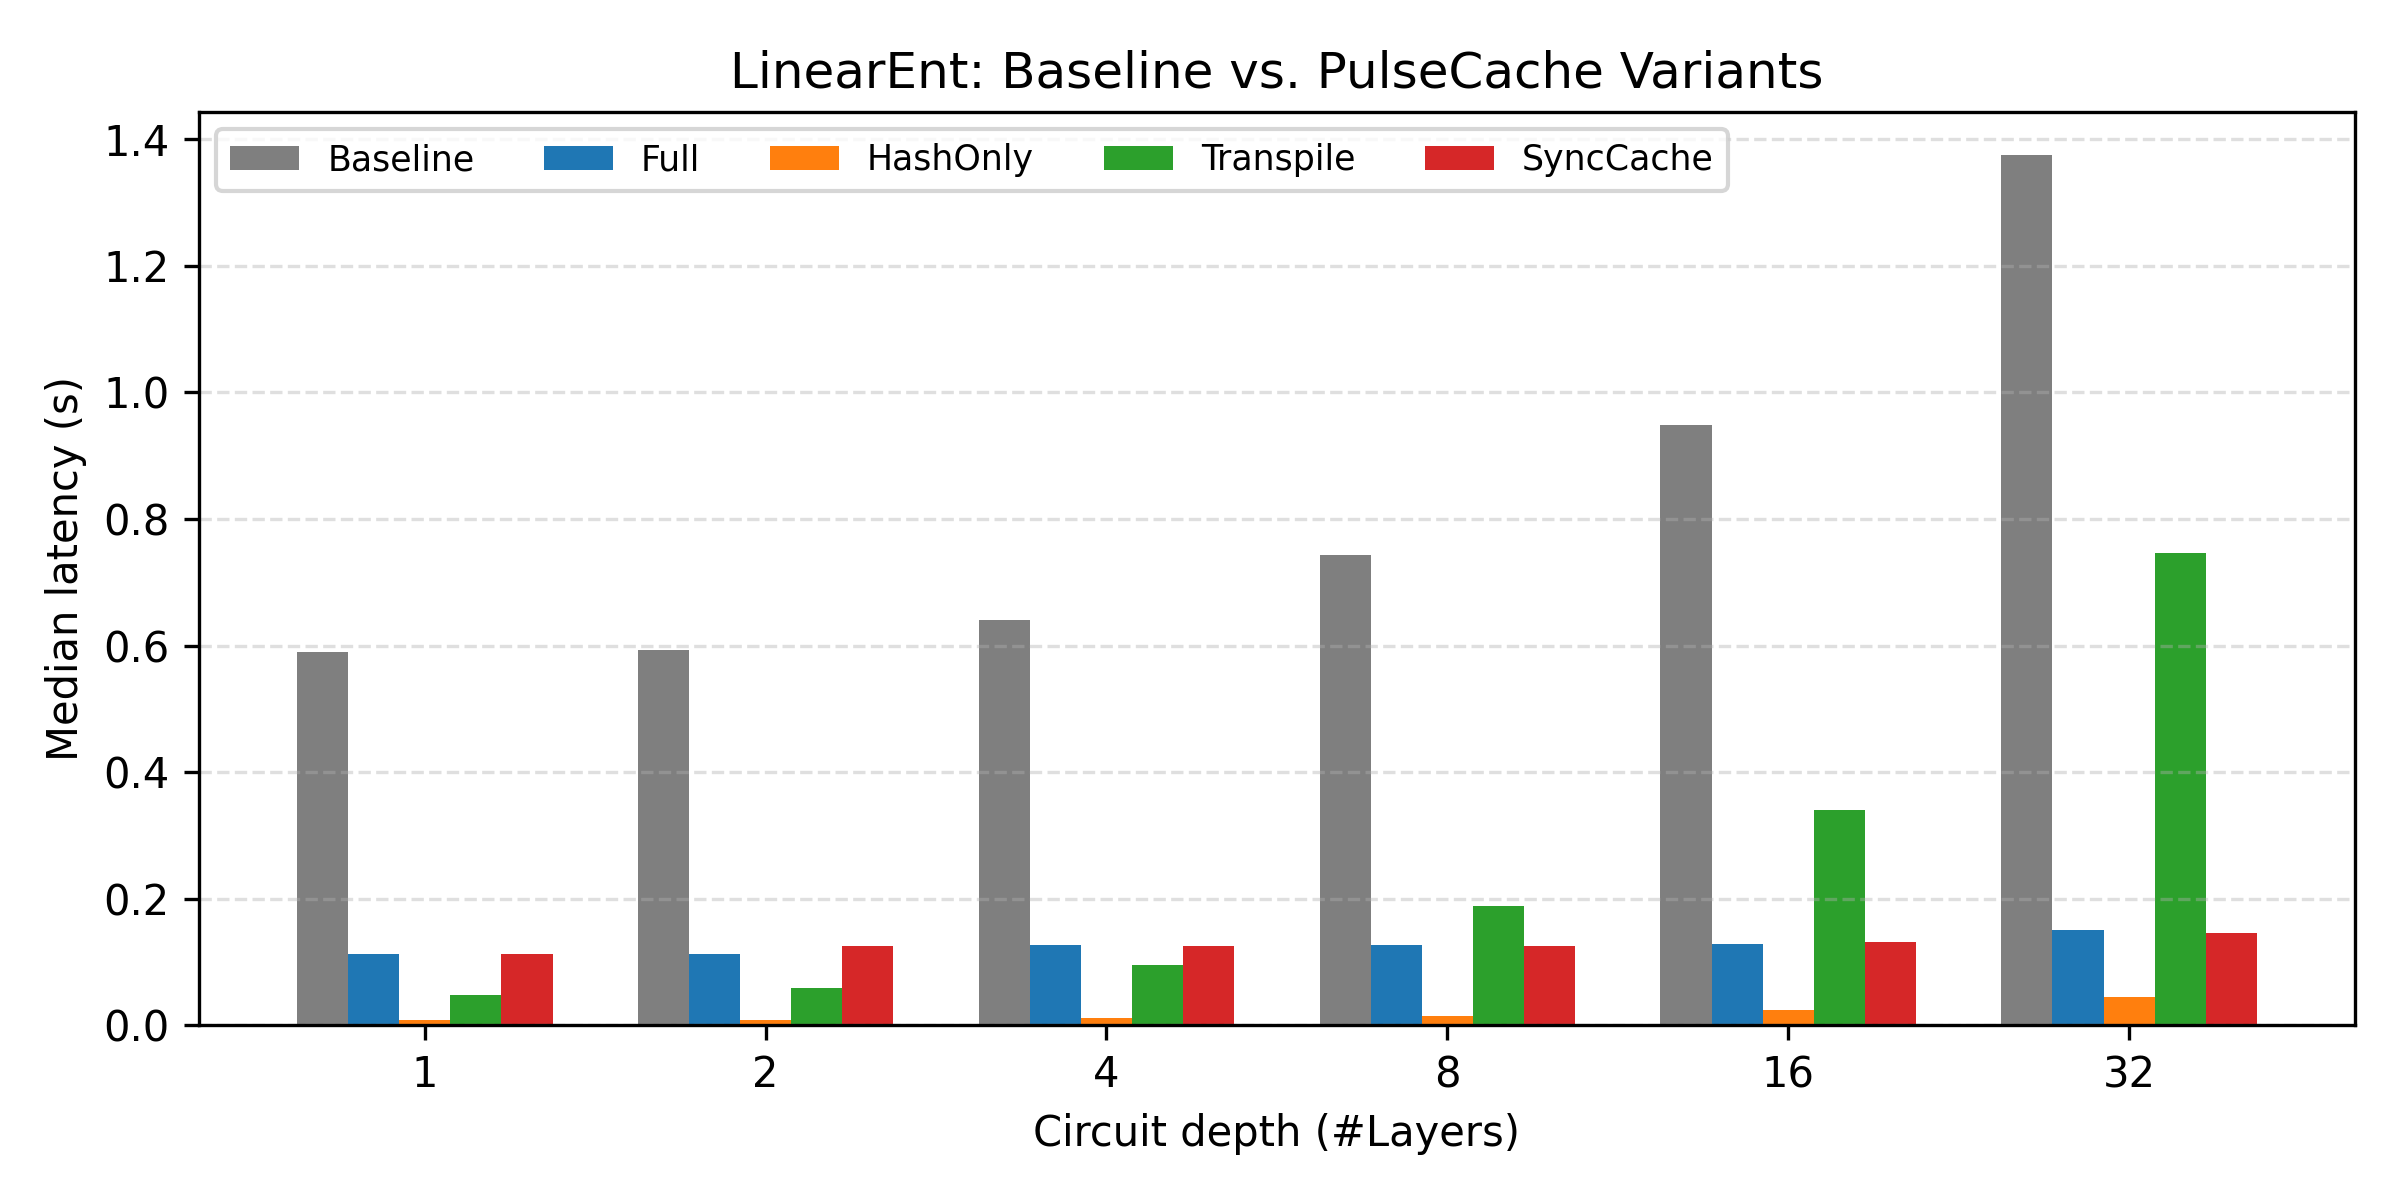 LinearEnt: Baseline vs. PulseCache Variants
Baseline Full HashOnly Transpile SyncCache
1.4
1.2
1.0
0.8
0.6
0.4
0.2
0.0
Median latency (s)
1 2 4 8 16 32
Circuit depth (#Layers)